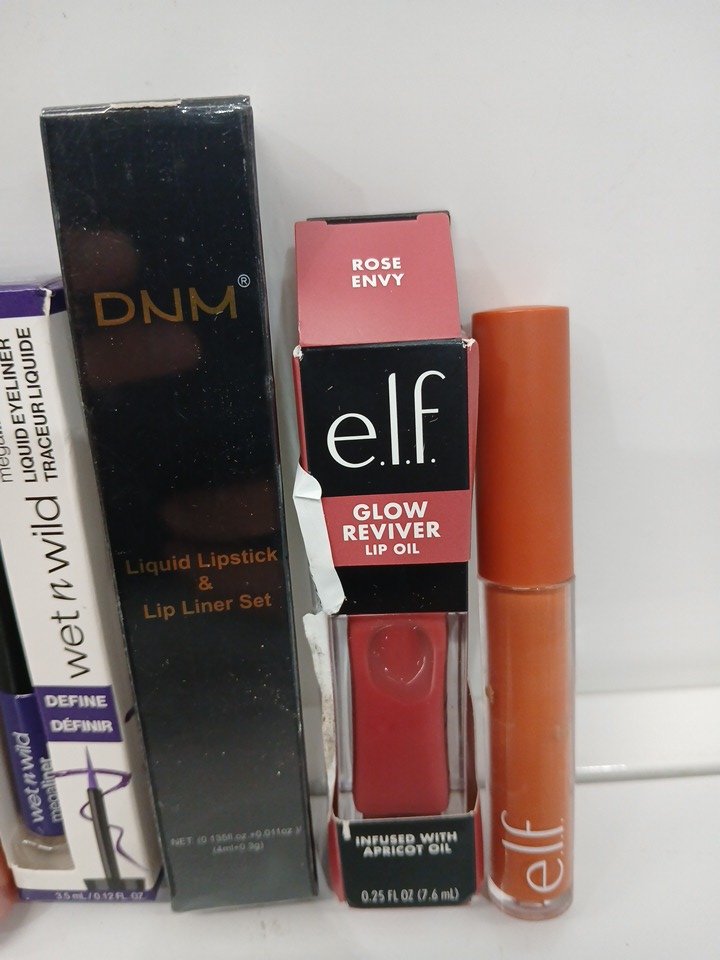 LIQUID EYELINER
TRACEUR LIQUIDE
wet n wild
DEFINE
DÉFINIR
wet n wild
megaliner
3.5 mL / 0.12 FL. OZ.
DNM®
Liquid Lipstick
&
Lip Liner Set
ROSE
ENVY
e.l.f.
GLOW
REVIVER
LIP OIL
INFUSED WITH
APRICOT OIL
0.25 FL OZ (7.6 mL)
e.l.f.